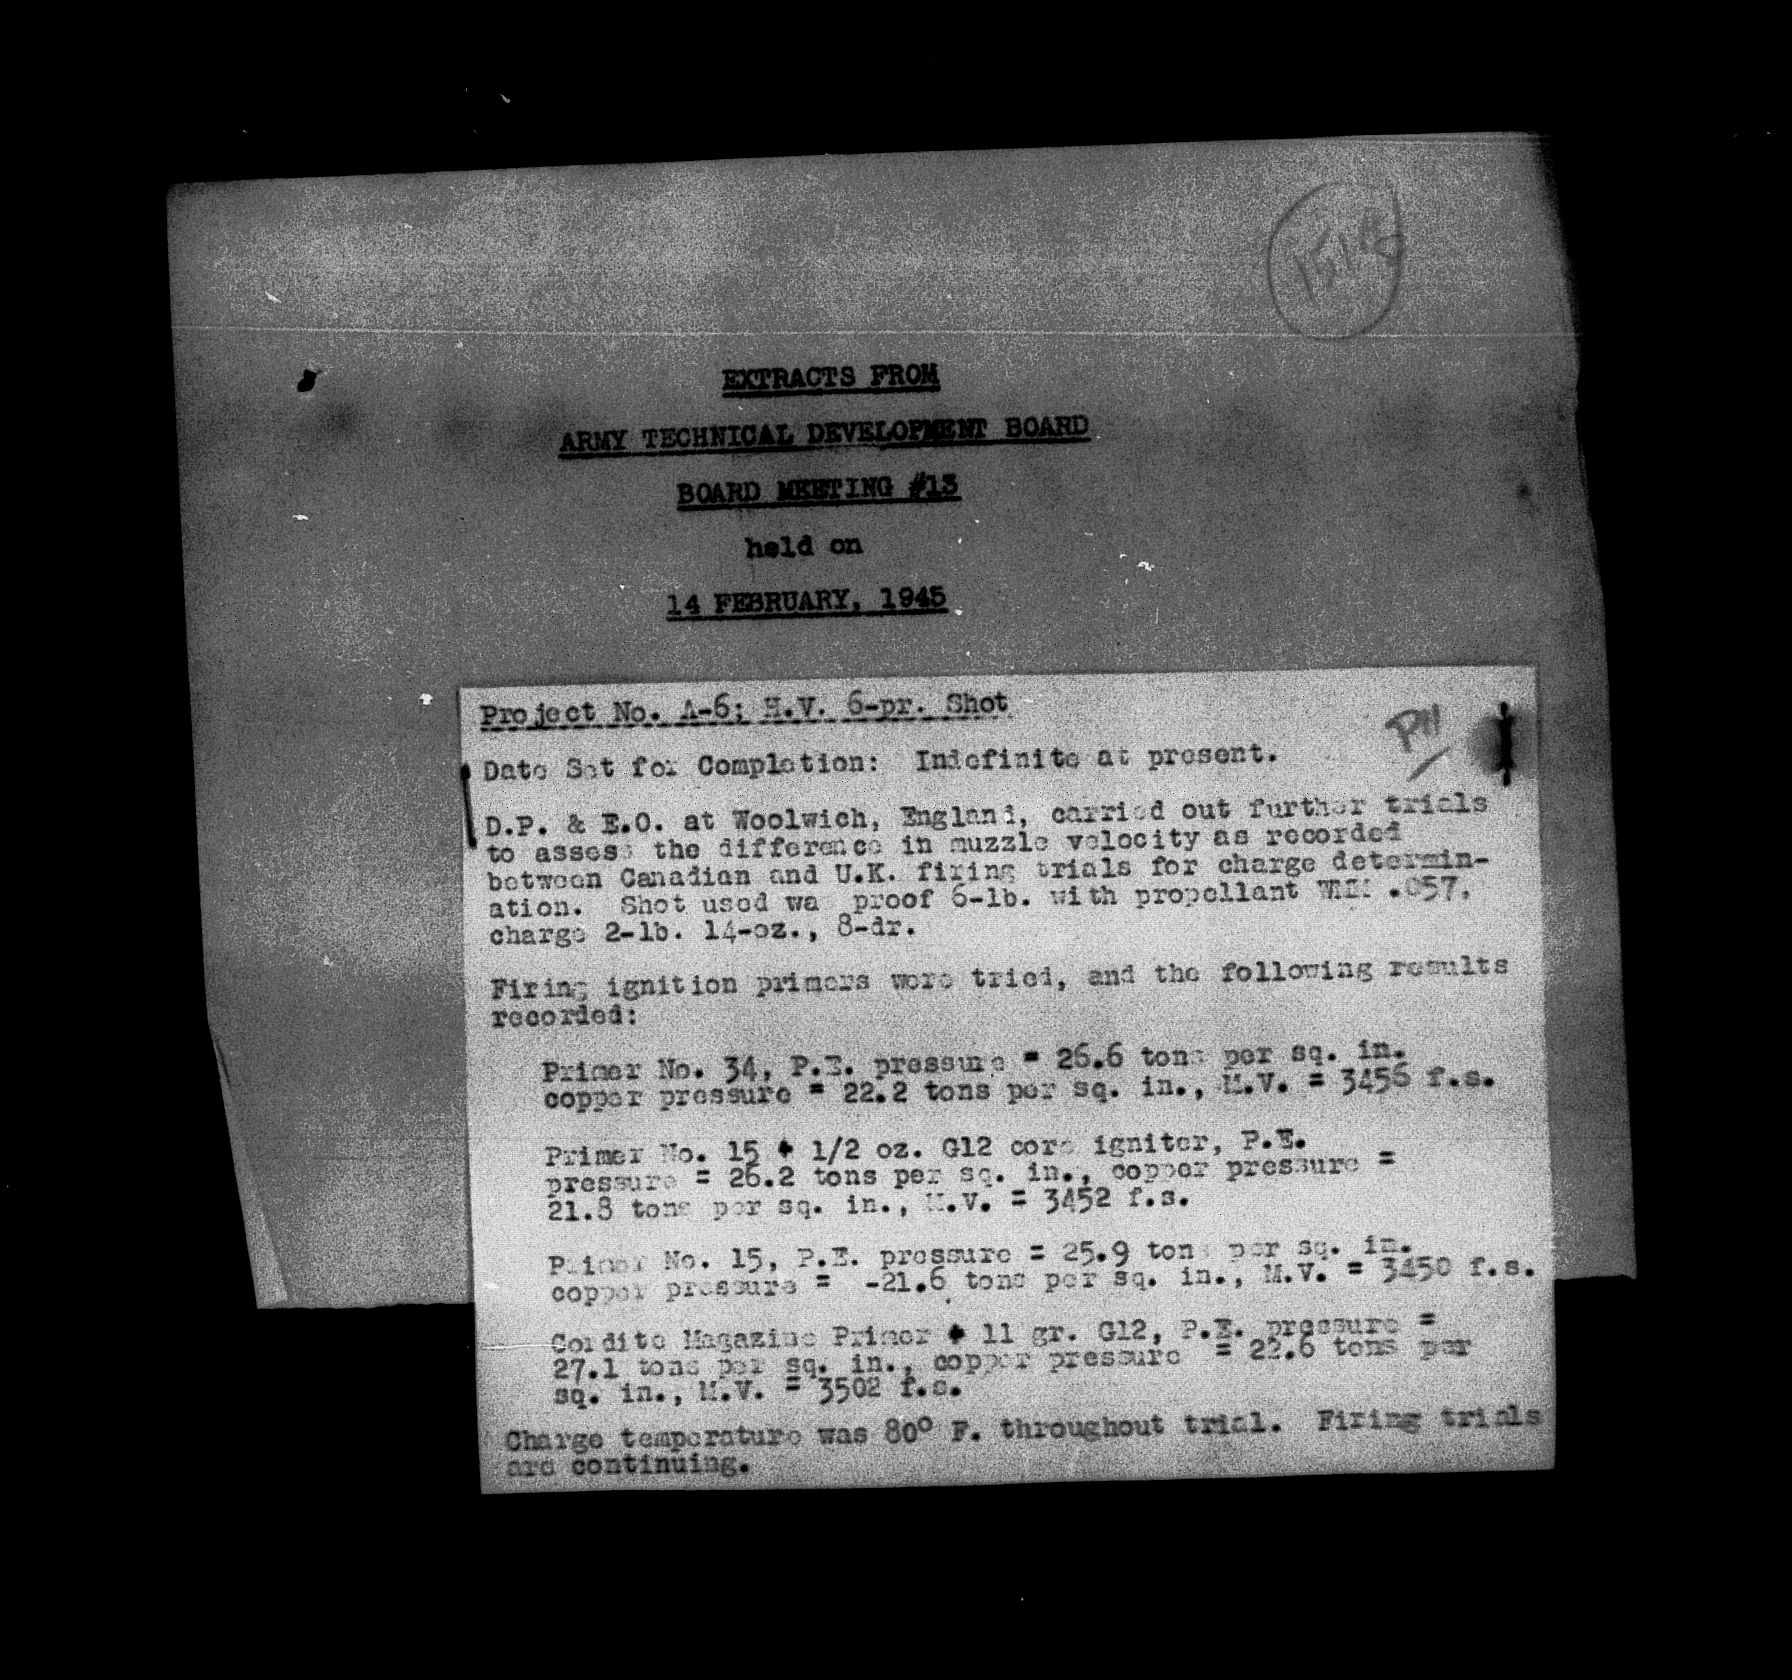 EXTRACTS FROM
ARMY TECHNICAL DEVELOPMENT BOARD
BOARD MEETING #13
held on
14 FEBRUARY, 1945
Project No. A-6; H.V. 6-pr. Shot
P11
Date Set for Completion: Indefinite at present.
D.P. & E.O. at Woolwich, England, carried out further trials
to assess the difference in muzzle velocity as recorded
between Canadian and U.K. firing trials for charge determin-
ation. Shot used wa proof 6-lb. with propellant .057,
charge 2-lb. 14-oz., 8-dr.
Firing ignition primers were tried, and the following results
recorded:
Primer No. 34, P.E. pressure = 26.6 tons per sq. in.
copper pressure = 22.2 tons per sq. in., M.V. = 3456 f.s.
Primer No. 15 + 1/2 oz. G12 core igniter, P.E.
pressure = 26.2 tons per sq. in., copper pressure =
21.8 tons per sq. in., M.V. = 3452 f.s.
Primer No. 15, P.E. pressure = 25.9 tons per sq. in.
copper pressure = -21.6 tons per sq. in., M.V. = 3450 f.s.
Cordite Magazine Primer + 11 gr. G12, P.E. pressure =
27.1 tons per sq. in., copper pressure = 22.6 tons per
sq. in., M.V. = 3502 f.s.
Charge temperature was 80° F. throughout trial. Firing trials
are continuing.